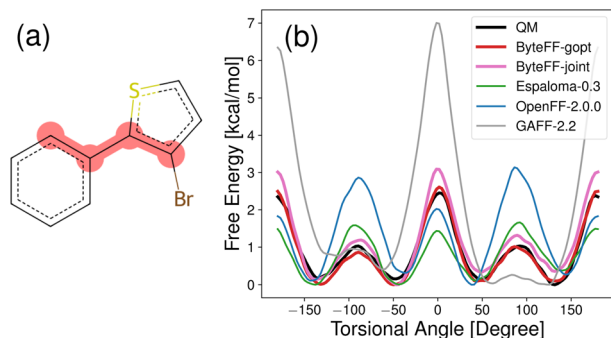 (a)
S
Br
(b)
Free Energy [kcal/mol]
7
6
5
4
3
2
1
0
QM
ByteFF-gopt
ByteFF-joint
Espaloma-0.3
OpenFF-2.0.0
GAFF-2.2
−150 −100 −50 0 50 100 150
Torsional Angle [Degree]